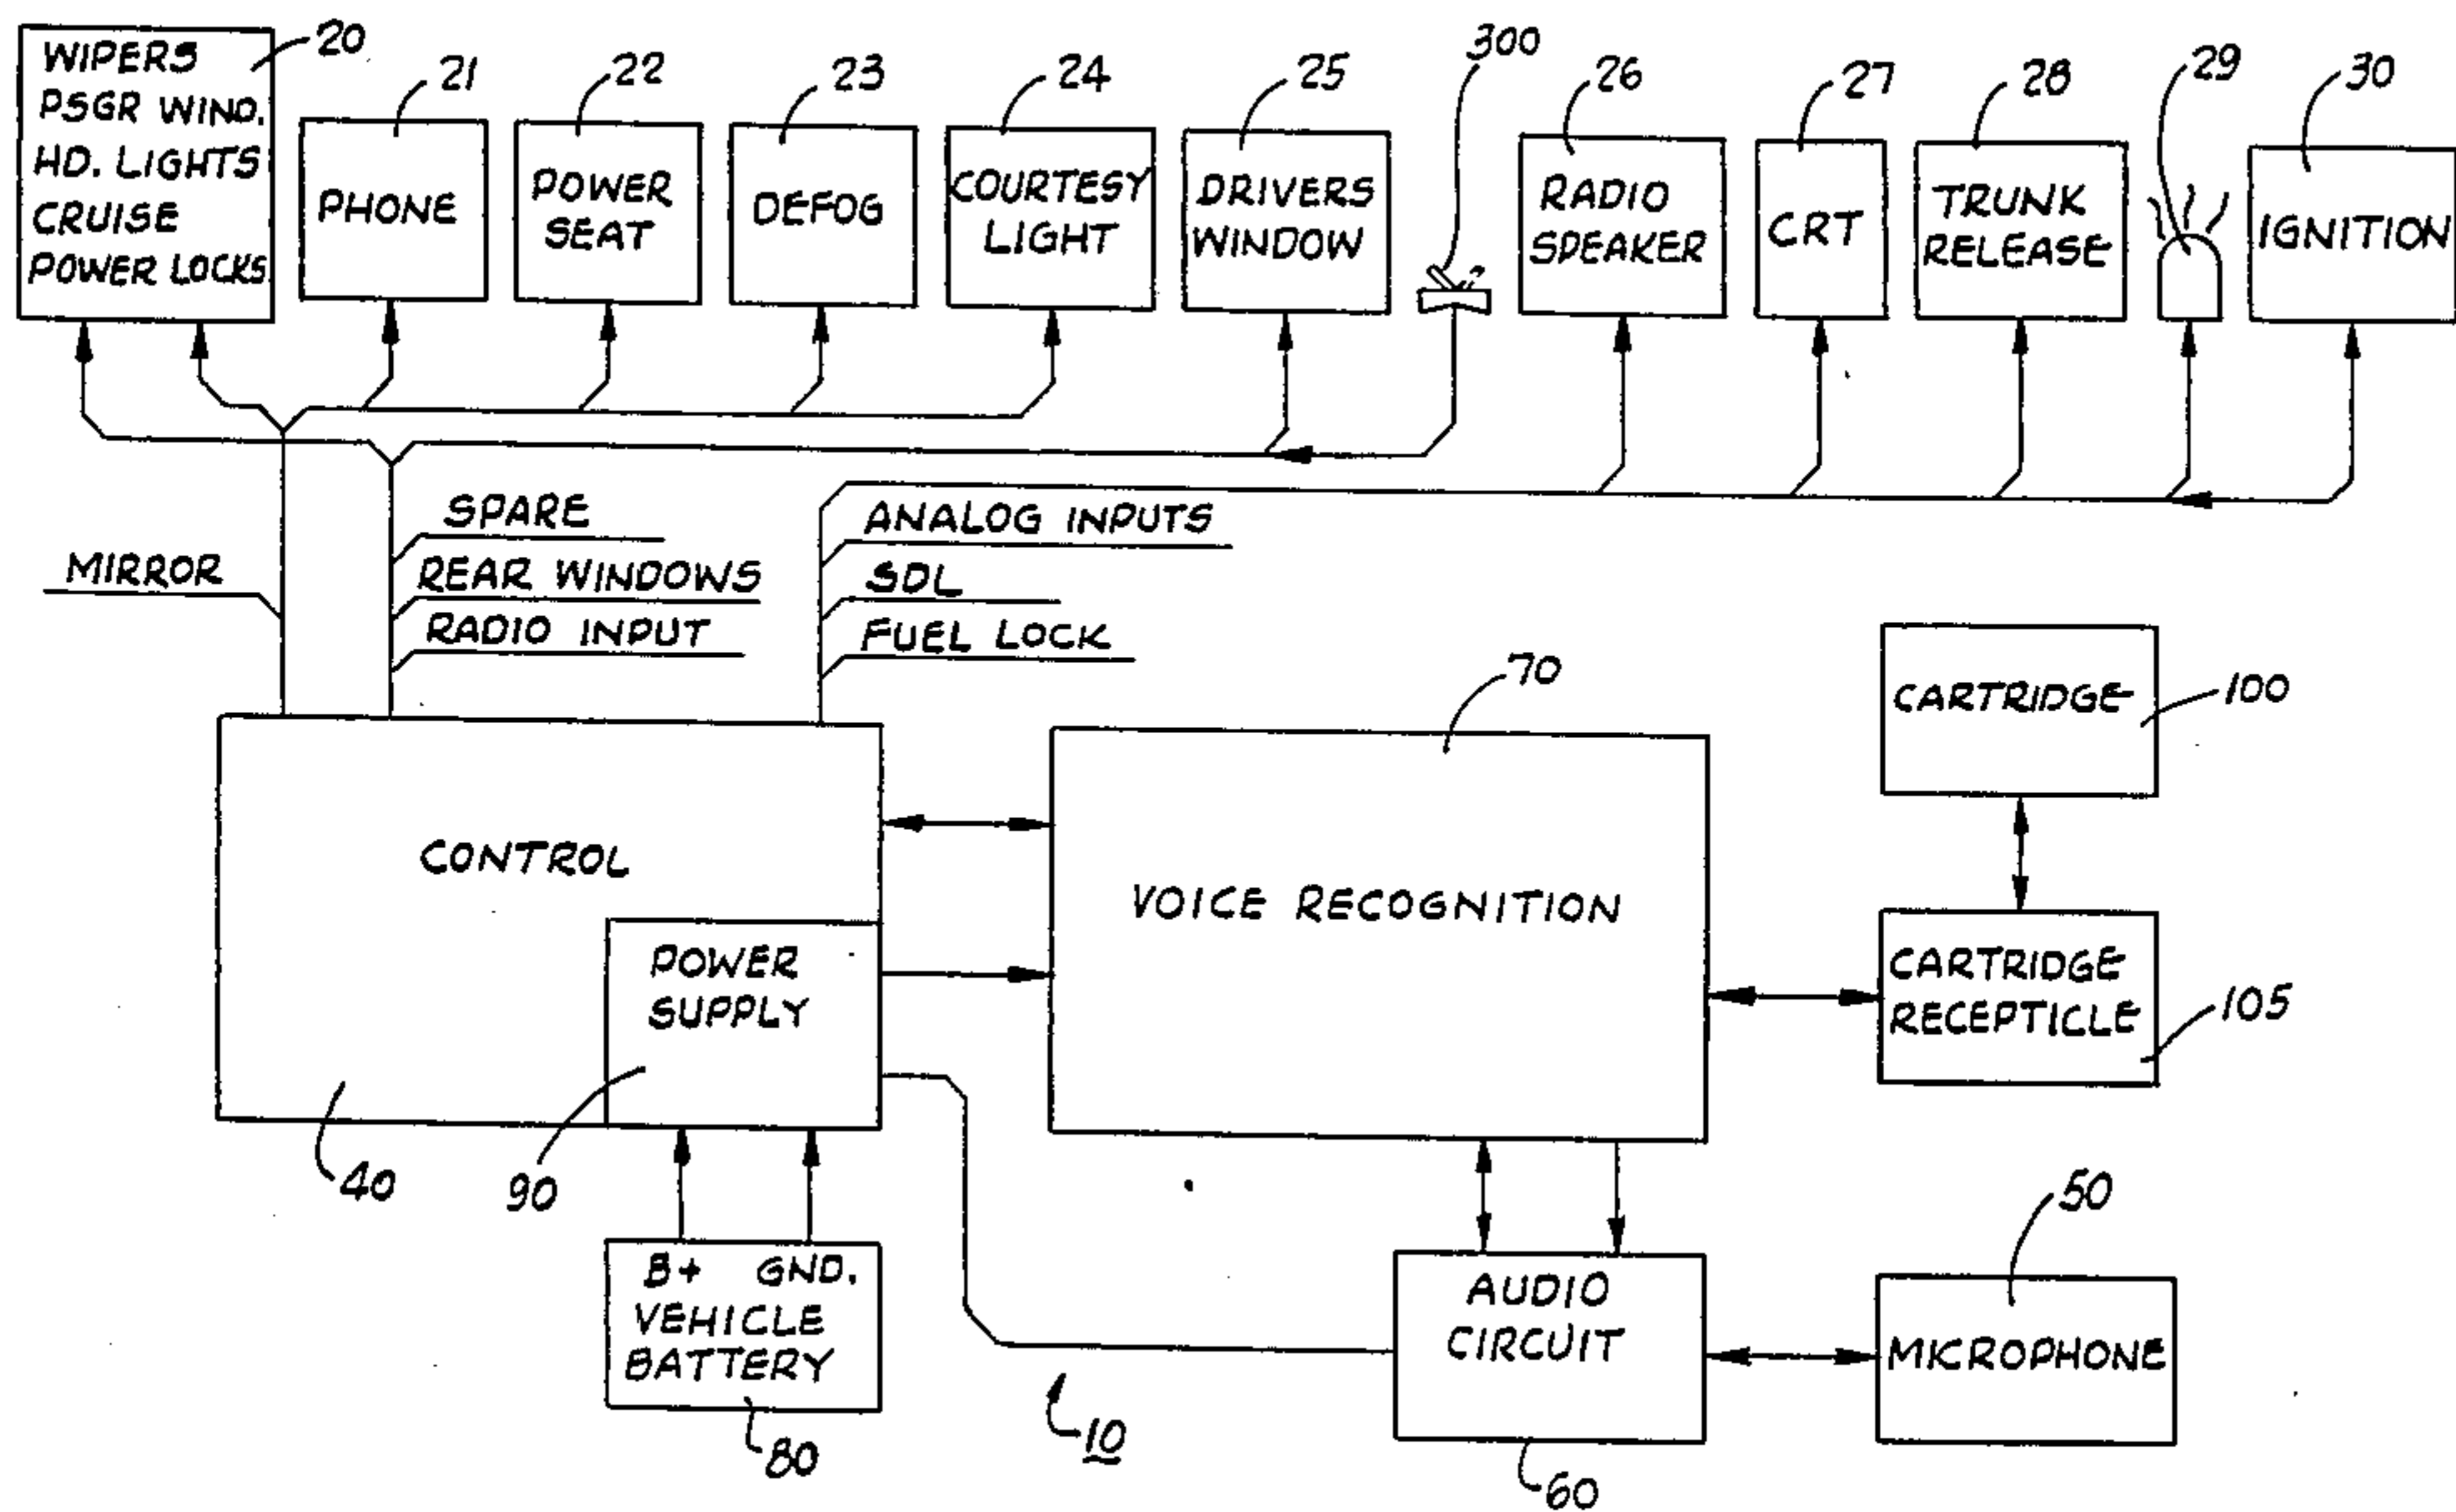 WIPERS
PSGR WIND.
HD. LIGHTS
CRUISE
POWER LOCKS
20
21
PHONE
22
POWER
SEAT
23
DEFOG
24
COURTESY
LIGHT
25
DRIVERS
WINDOW
300
26
RADIO
SPEAKER
27
CRT
28
TRUNK
RELEASE
29
30
IGNITION
MIRROR
SPARE
REAR WINDOWS
RADIO INPUT
ANALOG INPUTS
SDL
FUEL LOCK
CONTROL
40
POWER
SUPPLY
90
B+ GND.
VEHICLE
BATTERY
80
70
VOICE RECOGNITION
CARTRIDGE
100
CARTRIDGE
RECEPTICLE
105
AUDIO
CIRCUIT
60
50
MICROPHONE
10